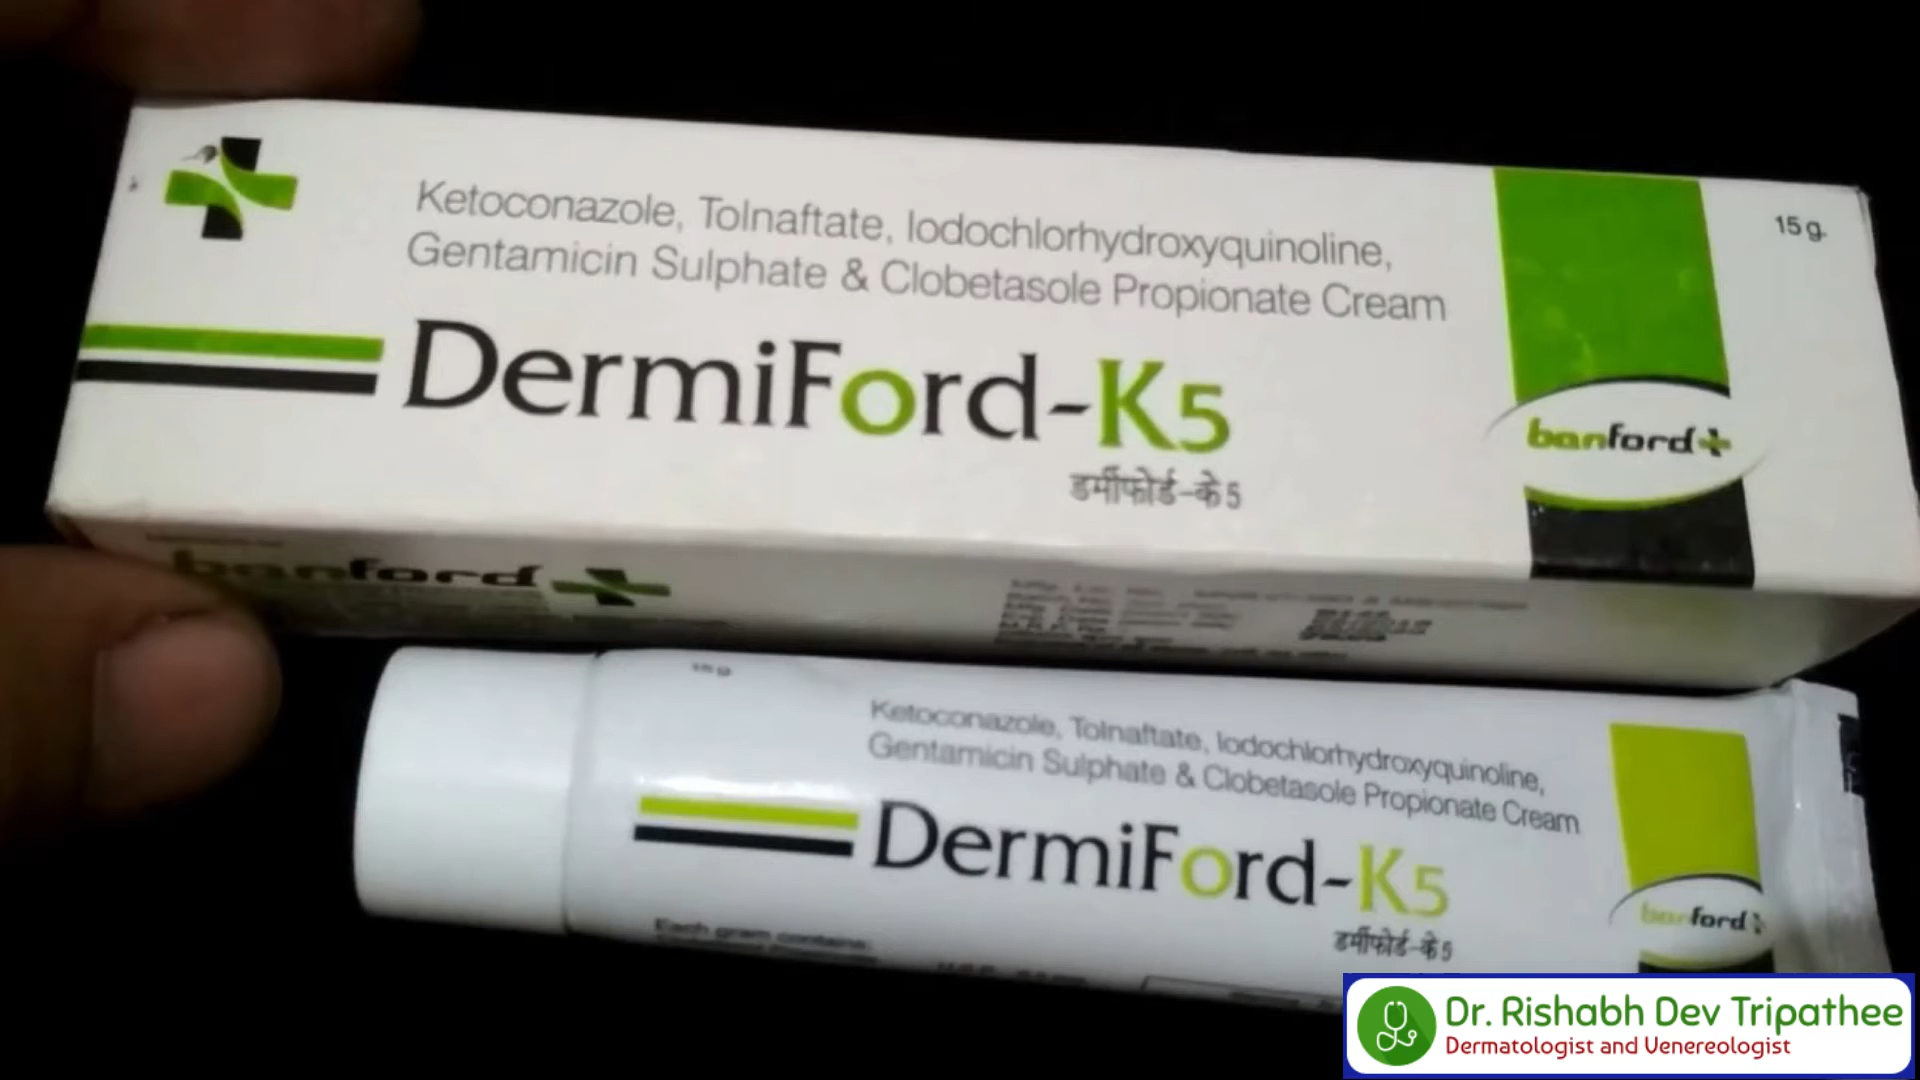 Ketoconazole, Tolnaftate, Iodochlorhydroxyquinoline,
Gentamicin Sulphate & Clobetasole Propionate Cream
15 g.
DermiFord-K5
डर्मीफोर्ड-के 5
banford
banford
15 g
Ketoconazole, Tolnaftate, Iodochlorhydroxyquinoline,
Gentamicin Sulphate & Clobetasole Propionate Cream
DermiFord-K5
डर्मीफोर्ड-के 5
banford
Each gram contains:
Dr. Rishabh Dev Tripathee
Dermatologist and Venereologist